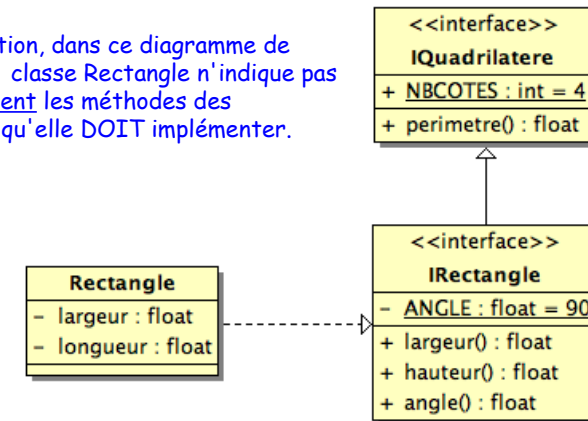 tion, dans ce diagramme de
classe Rectangle n'indique pas
ent les méthodes des
qu'elle DOIT implémenter.
<<interface>>
IQuadrilatere
+ NBCOTES : int = 4
+ perimetre() : float
<<interface>>
IRectangle
- ANGLE : float = 90
+ largeur() : float
+ hauteur() : float
+ angle() : float
Rectangle
- largeur : float
- longueur : float